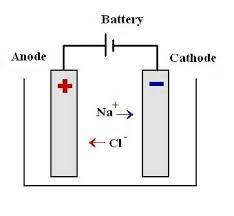 Battery
Anode
Cathode
+
−
Na+
Cl-